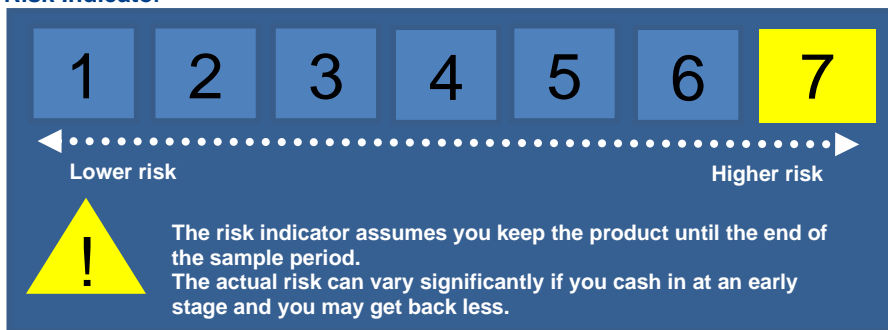 Risk Indicator
1 2 3 4 5 6 7
Lower risk Higher risk
!
The risk indicator assumes you keep the product until the end of
the sample period.
The actual risk can vary significantly if you cash in at an early
stage and you may get back less.